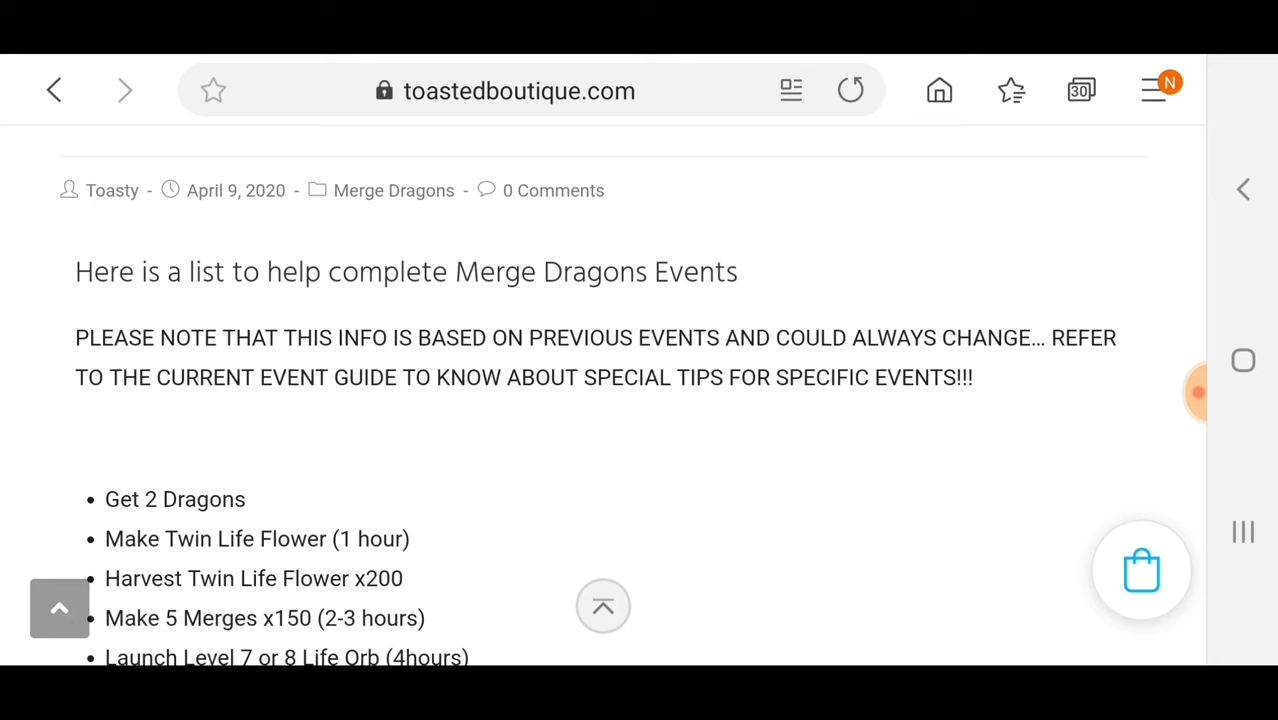 toastedboutique.com
30
N
Toasty - April 9, 2020 - Merge Dragons - 0 Comments
Here is a list to help complete Merge Dragons Events
PLEASE NOTE THAT THIS INFO IS BASED ON PREVIOUS EVENTS AND COULD ALWAYS CHANGE... REFER
TO THE CURRENT EVENT GUIDE TO KNOW ABOUT SPECIAL TIPS FOR SPECIFIC EVENTS!!!
• Get 2 Dragons
• Make Twin Life Flower (1 hour)
• Harvest Twin Life Flower x200
• Make 5 Merges x150 (2-3 hours)
• Launch Level 7 or 8 Life Orb (4hours)